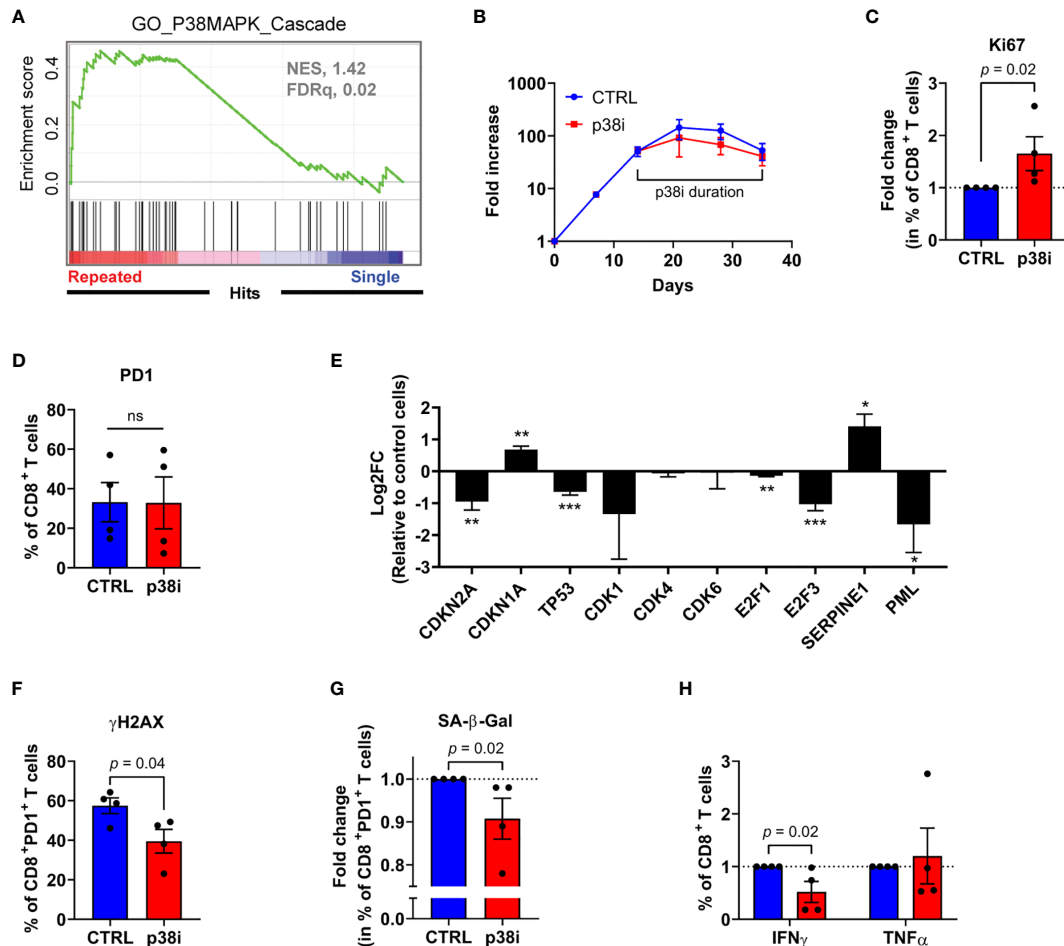 A
GO_P38MAPK_Cascade
Enrichment score
0.4
0.2
0.0
NES, 1.42
FDRq, 0.02
Repeated
Single
Hits
B
Fold increase
1000
100
10
1
CTRL
p38i
p38i duration
0 10 20 30 40
Days
C
Ki67
p = 0.02
Fold change
(in % of CD8+ T cells)
3
2
1
0
CTRL p38i
D
PD1
ns
% of CD8+ T cells
80
60
40
20
0
CTRL p38i
E
Log2FC
(Relative to control cells)
2
1
0
-1
-2
-3
**
**
***
**
***
*
*
CDKN2A CDKN1A TP53 CDK1 CDK4 CDK6 E2F1 E2F3 SERPINE1 PML
F
γH2AX
p = 0.04
% of CD8+PD1+ T cells
80
60
40
20
0
CTRL p38i
G
SA-β-Gal
p = 0.02
Fold change
(in % of CD8+PD1+ T cells)
1.0
0.9
0.8
0.0
CTRL p38i
H
% of CD8+ T cells
3
2
1
0
p = 0.02
IFNγ TNFα